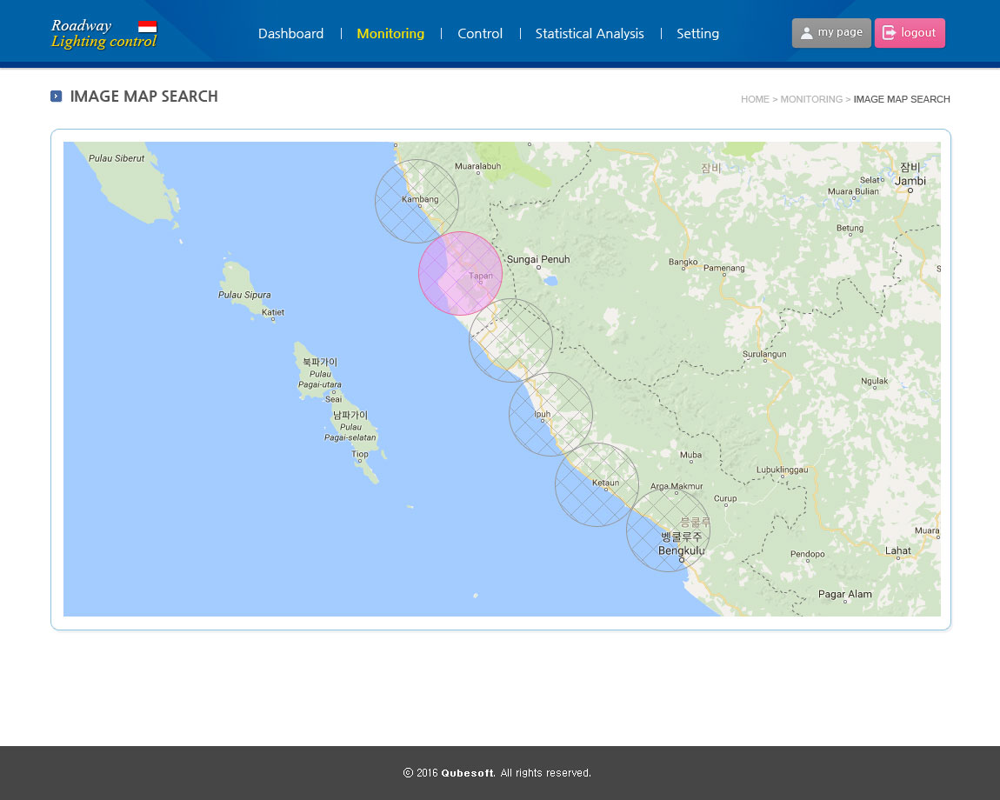 Roadway
Lighting control
Dashboard
Monitoring
Control
Statistical Analysis
Setting
my page
logout
IMAGE MAP SEARCH
HOME > MONITORING > IMAGE MAP SEARCH
Pulau Siberut
Muaralabuh
잠비
잠비
Jambi
Selat
Muara Bulian
Kambang
Betung
Sungai Penuh
Bangko
Pamenang
S
Tapan
Pulau Sipura
Katiet
북파가이
Pulau
Pagai-utara
Seai
Surulangun
Ngulak
남파가이
Pulau
Pagai-selatan
Tiop
Ipuh
Muba
Lubuklinggau
Ketaun
Arga Makmur
Curup
븡쿨루
벵쿨루주
Bengkulu
Muara
Pendopo
Lahat
Pagar Alam
ⓒ 2016 Qubesoft. All rights reserved.